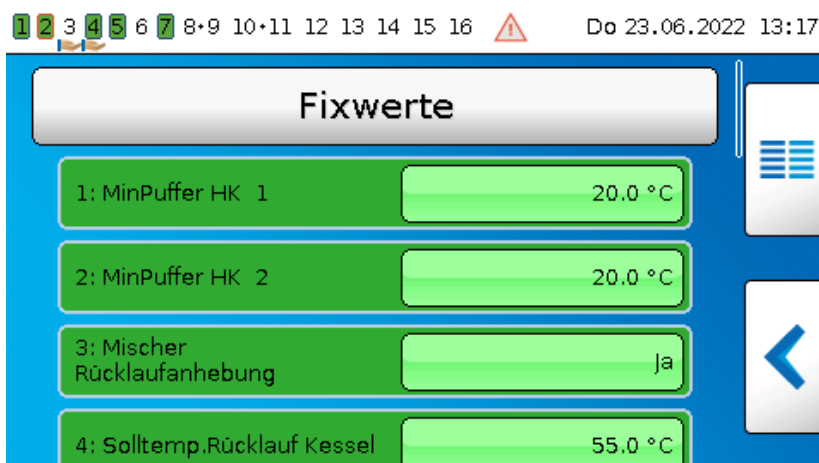 1 2 3 4 5 6 7 8·9 10·11 12 13 14 15 16 Do 23.06.2022 13:17
Fixwerte
1: MinPuffer HK 1 20.0 °C
2: MinPuffer HK 2 20.0 °C
3: Mischer
Rücklaufanhebung Ja
4: Solltemp.Rücklauf Kessel 55.0 °C